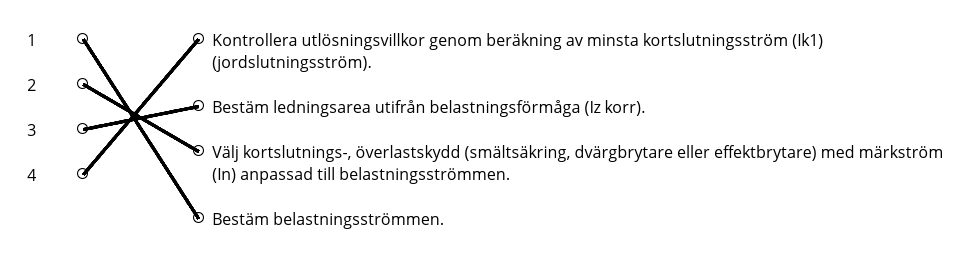 1
Kontrollera utlösningsvillkor genom beräkning av minsta kortslutningsström (Ik1)
(jordslutningsström).
2
Bestäm ledningsarea utifrån belastningsförmåga (Iz korr).
3
Välj kortslutnings-, överlastskydd (smältsäkring, dvärgbrytare eller effektbrytare) med märkström
(In) anpassad till belastningsströmmen.
4
Bestäm belastningsströmmen.